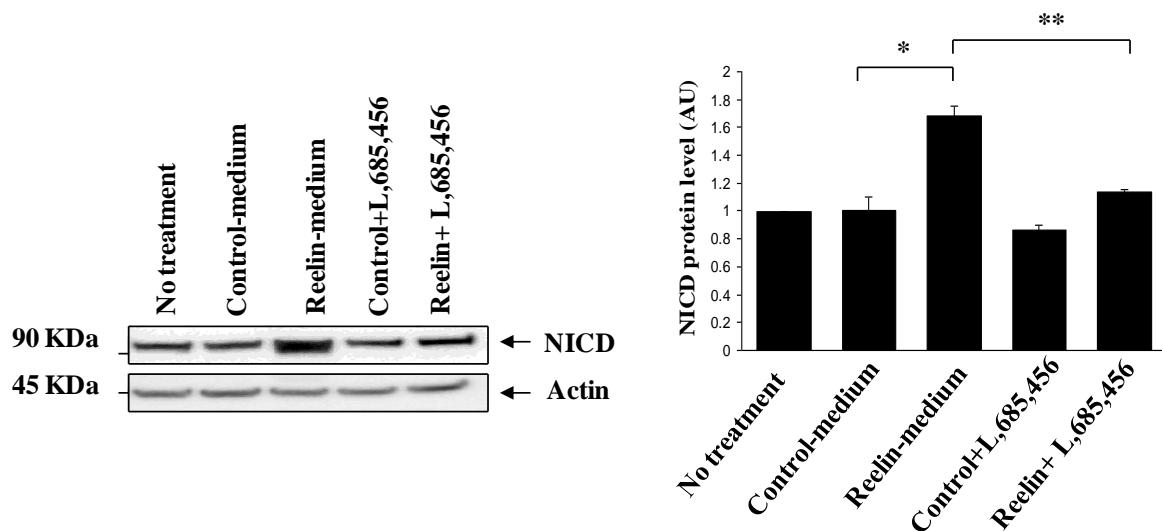 No treatment
Control-medium
Reelin-medium
Control+L,685,456
Reelin+ L,685,456
90 KDa
NICD
45 KDa
Actin
*
**
NICD protein level (AU)
2
1.8
1.6
1.4
1.2
1
0.8
0.6
0.4
0.2
0
No treatment
Control-medium
Reelin-medium
Control+L,685,456
Reelin+ L,685,456